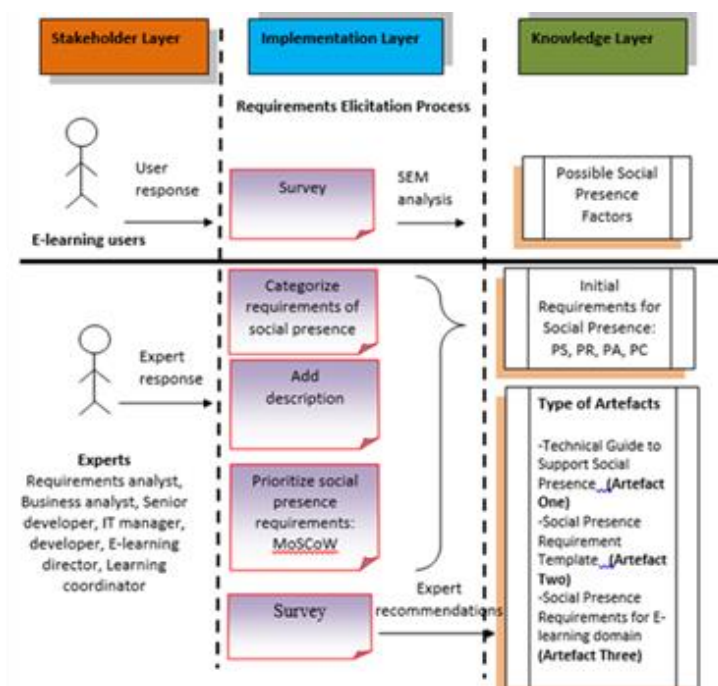 Stakeholder Layer
Implementation Layer
Knowledge Layer
Requirements Elicitation Process
User
response
E-learning users
Survey
SEM
analysis
Possible Social
Presence
Factors
Expert
response
Experts
Requirements analyst,
Business analyst, Senior
developer, IT manager,
developer, E-learning
director, Learning
coordinator
Categorize
requirements of
social presence
Add
description
Prioritize social
presence
requirements:
MoSCoW
Survey
Expert
recommendations
Initial
Requirements for
Social Presence:
PS, PR, PA, PC
Type of Artefacts
-Technical Guide to
Support Social
Presence (Artefact
One)
-Social Presence
Requirement
Template (Artefact
Two)
-Social Presence
Requirements for E-
learning domain
(Artefact Three)